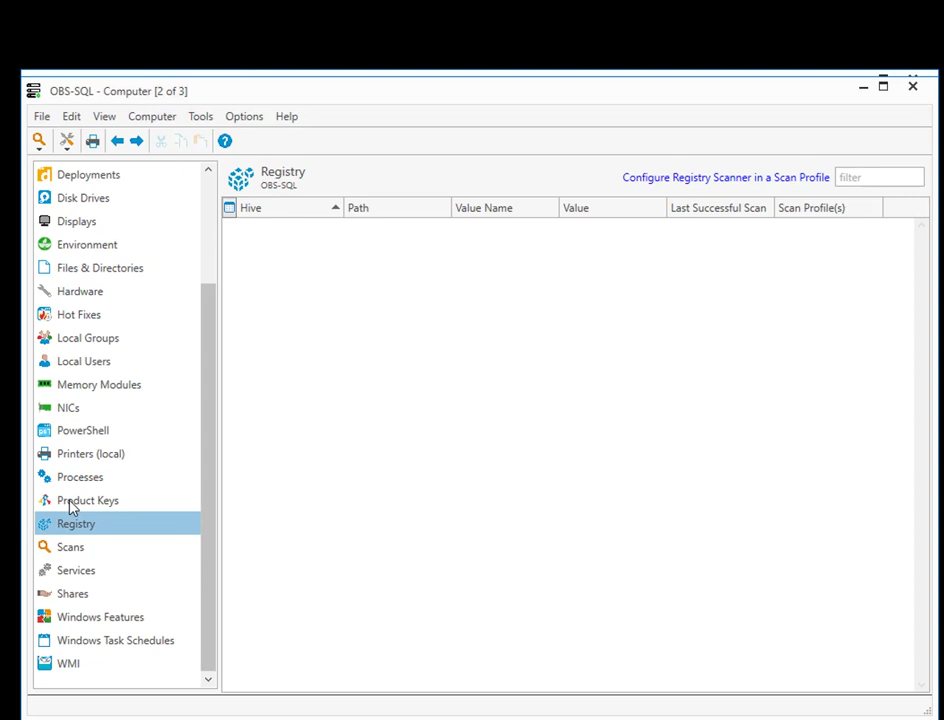 OBS-SQL - Computer [2 of 3]
File Edit View Computer Tools Options Help
Deployments
Disk Drives
Displays
Environment
Files & Directories
Hardware
Hot Fixes
Local Groups
Local Users
Memory Modules
NICs
PowerShell
Printers (local)
Processes
Product Keys
Registry
Scans
Services
Shares
Windows Features
Windows Task Schedules
WMI
Registry
OBS-SQL
Configure Registry Scanner in a Scan Profile filter
Hive Path Value Name Value Last Successful Scan Scan Profile(s)